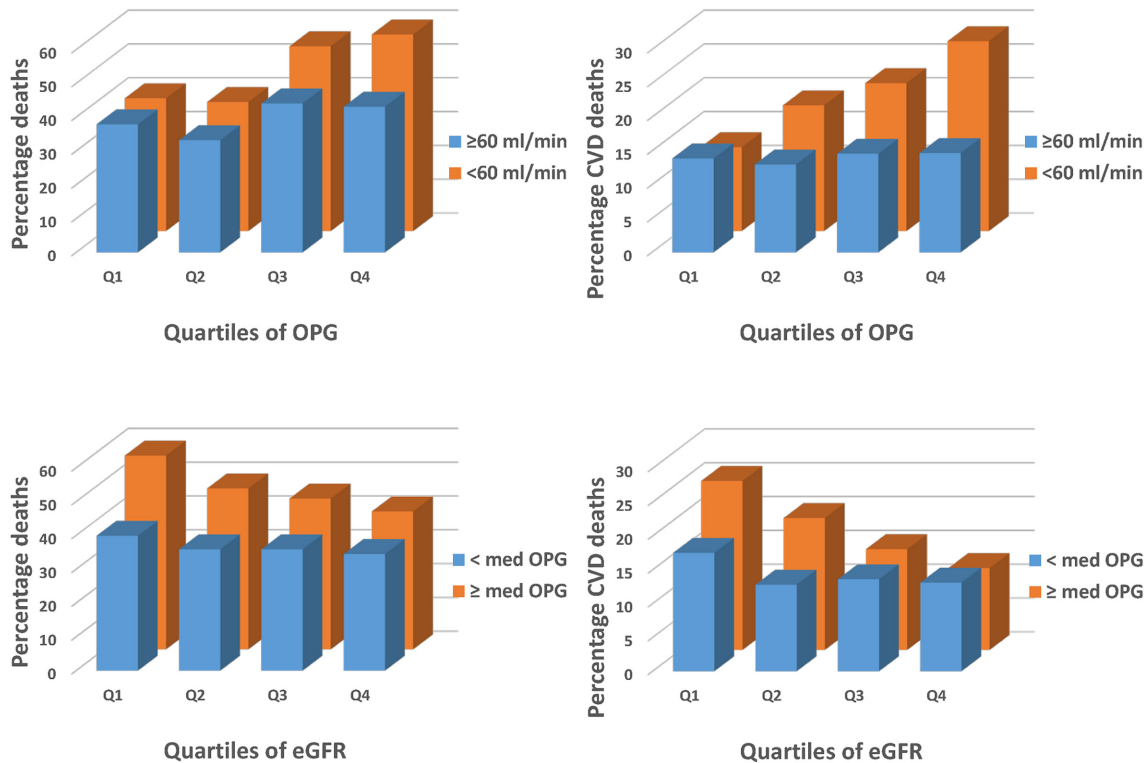 Percentage deaths
60
50
40
30
20
10
0
Q1 Q2 Q3 Q4
Quartiles of OPG
≥60 ml/min
<60 ml/min
Percentage CVD deaths
30
25
20
15
10
5
0
Q1 Q2 Q3 Q4
Quartiles of OPG
≥60 ml/min
<60 ml/min
Percentage deaths
60
50
40
30
20
10
0
Q1 Q2 Q3 Q4
Quartiles of eGFR
< med OPG
≥ med OPG
Percentage CVD deaths
30
25
20
15
10
5
0
Q1 Q2 Q3 Q4
Quartiles of eGFR
< med OPG
≥ med OPG